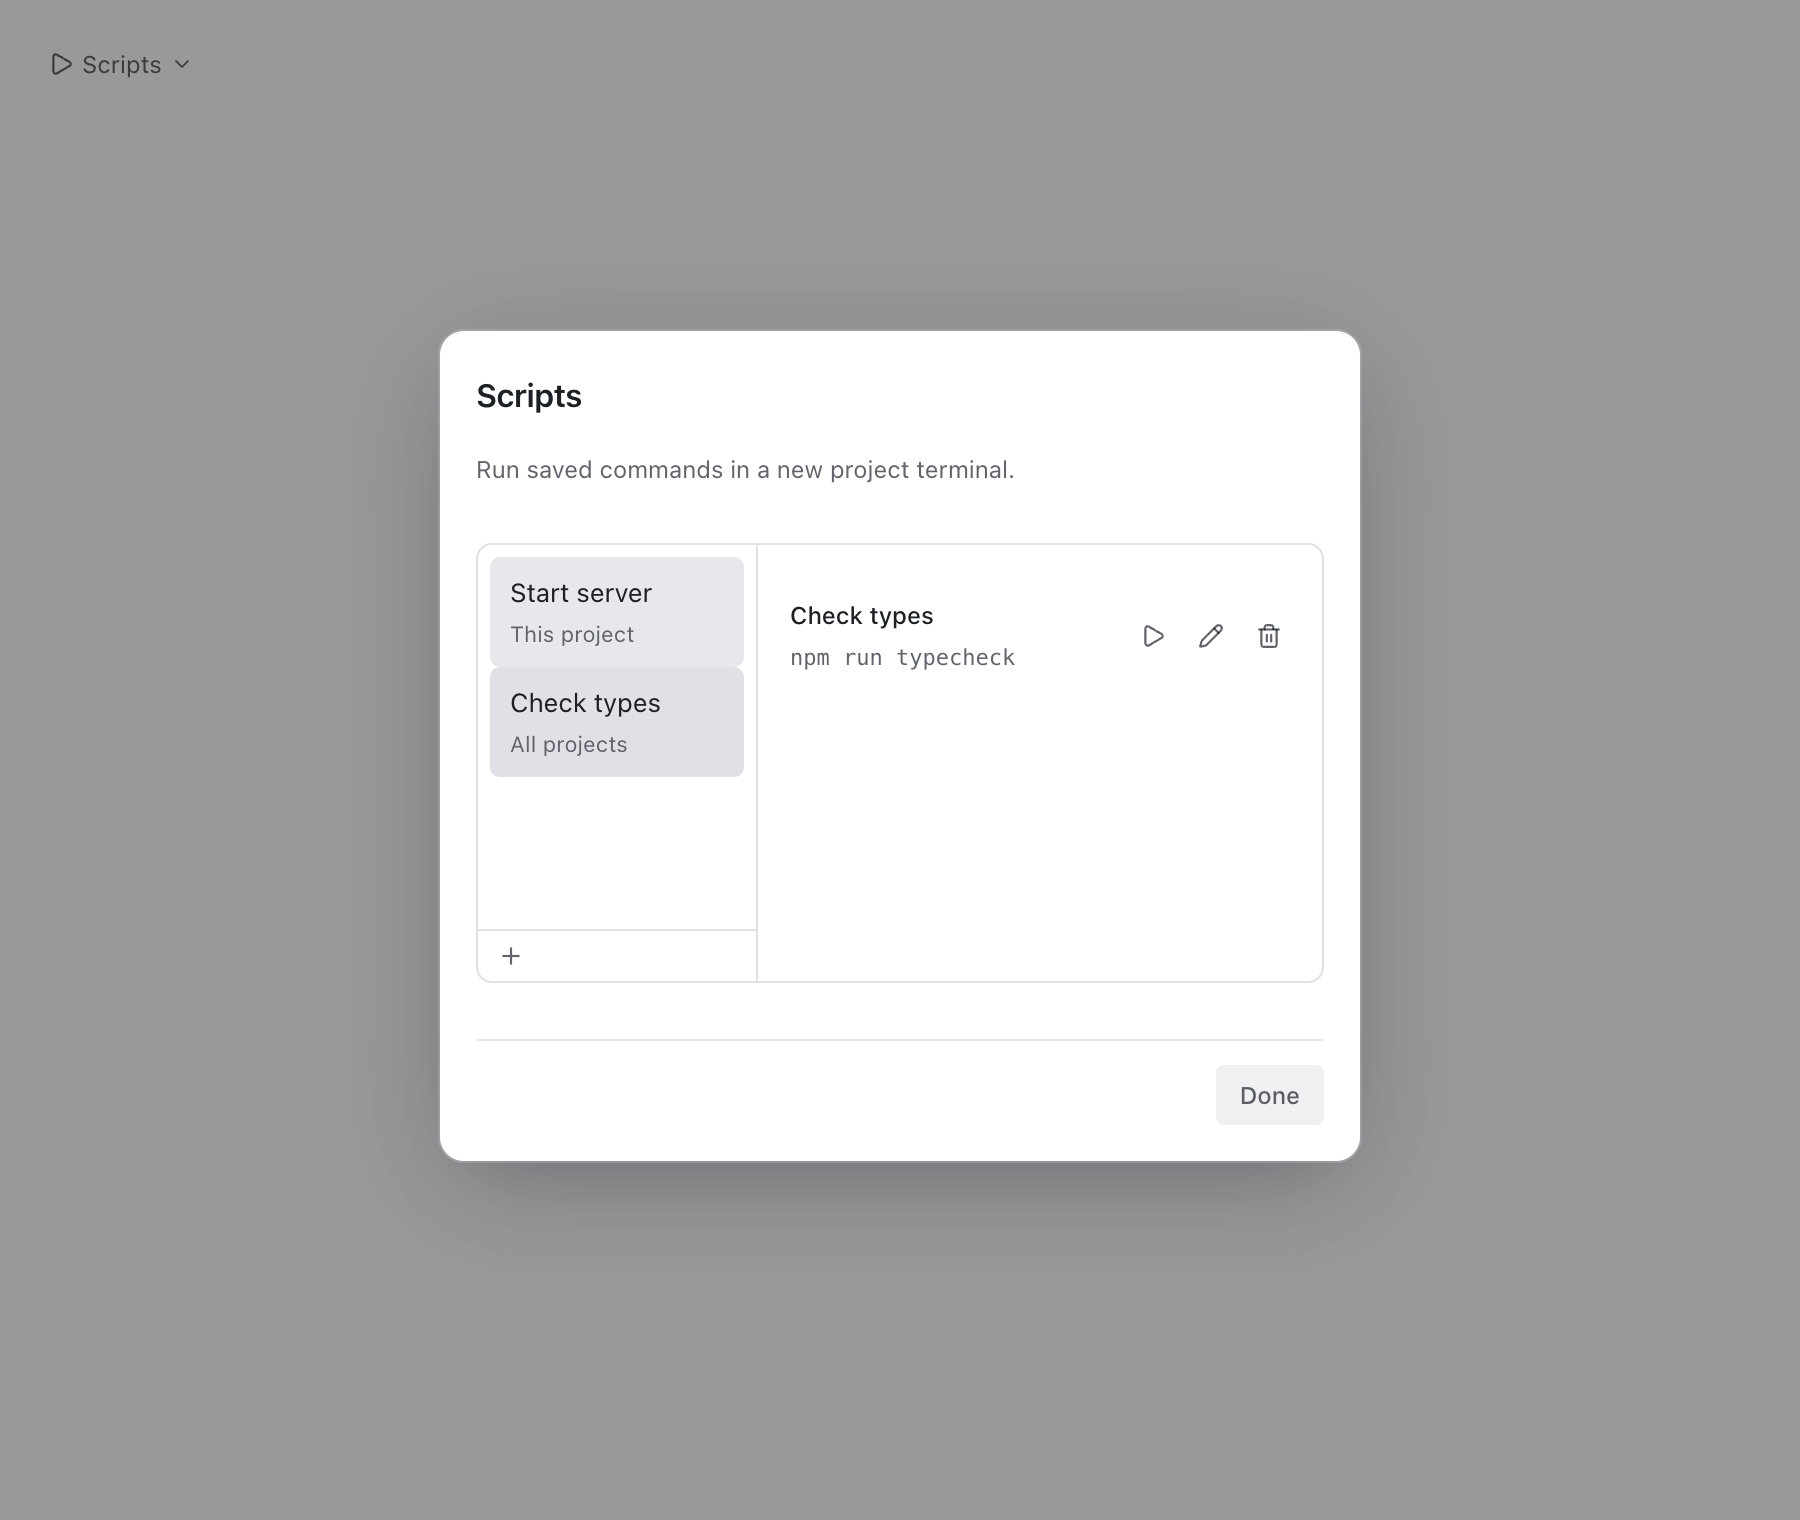 Scripts
Scripts
Run saved commands in a new project terminal.
Start server
This project
Check types
All projects
Check types
npm run typecheck
Done